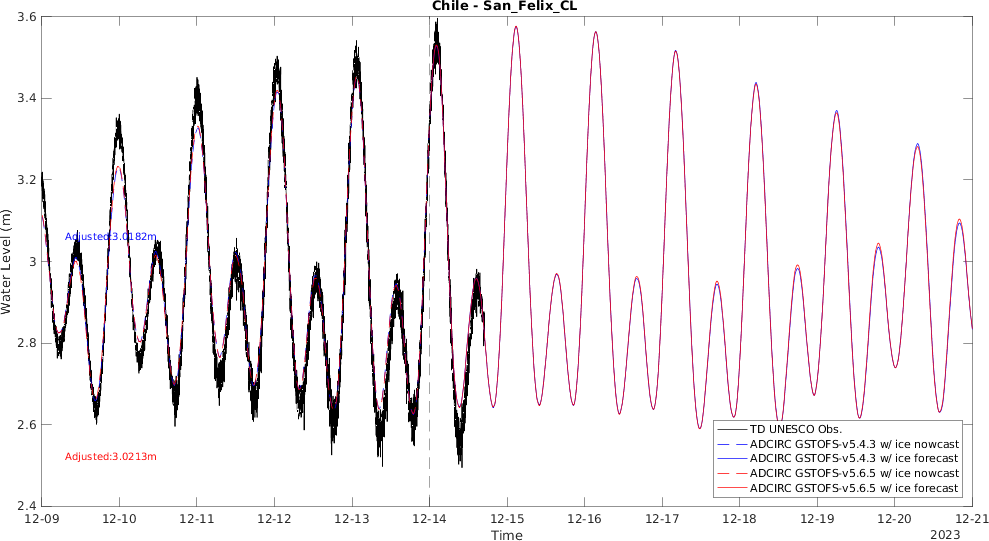 Chile - San_Felix_CL
3.6
3.4
3.2
3
2.8
2.6
2.4
Water Level (m)
Adjusted:3.0182m
Adjusted:3.0213m
TD UNESCO Obs.
ADCIRC GSTOFS-v5.4.3 w/ ice nowcast
ADCIRC GSTOFS-v5.4.3 w/ ice forecast
ADCIRC GSTOFS-v5.6.5 w/ ice nowcast
ADCIRC GSTOFS-v5.6.5 w/ ice forecast
12-09 12-10 12-11 12-12 12-13 12-14 12-15 12-16 12-17 12-18 12-19 12-20 12-21
Time
2023